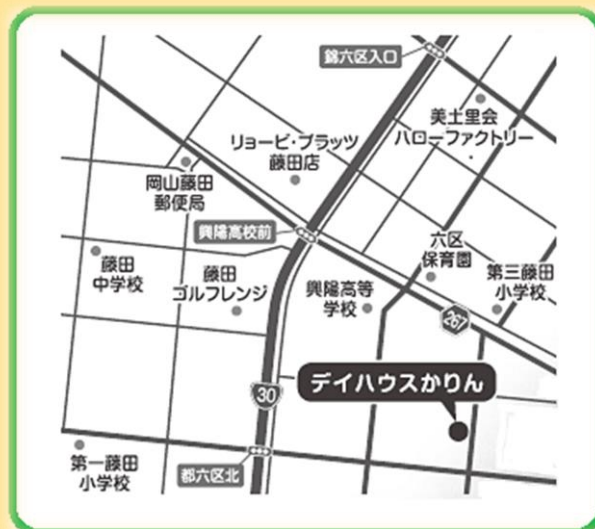 錦六区入口
美土里会
ハローファクトリー
リョービ・プラッツ
藤田店
岡山藤田
郵便局
興陽高校前
六区
保育園
藤田
中学校
藤田
ゴルフレンジ
興陽高等
学校
第三藤田
小学校
267
デイハウスかりん
30
第一藤田
小学校
都六区北